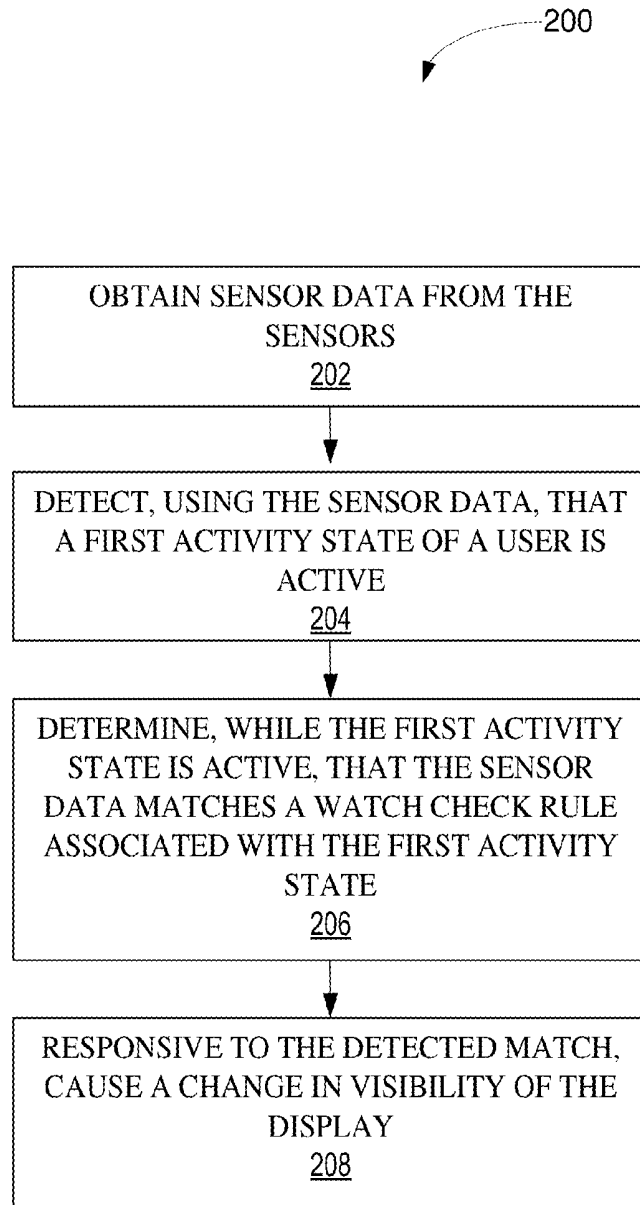 200
OBTAIN SENSOR DATA FROM THE
SENSORS
202
DETECT, USING THE SENSOR DATA, THAT
A FIRST ACTIVITY STATE OF A USER IS
ACTIVE
204
DETERMINE, WHILE THE FIRST ACTIVITY
STATE IS ACTIVE, THAT THE SENSOR
DATA MATCHES A WATCH CHECK RULE
ASSOCIATED WITH THE FIRST ACTIVITY
STATE
206
RESPONSIVE TO THE DETECTED MATCH,
CAUSE A CHANGE IN VISIBILITY OF THE
DISPLAY
208